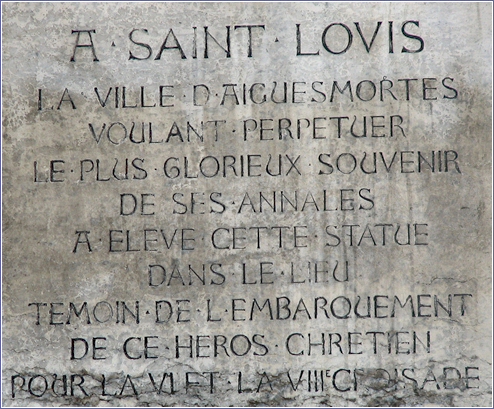 A · SAINT · LOVIS
LA · VILLE · D · AIGUESMORTES
VOULANT · PERPETUER
LE · PLUS · GLORIEUX · SOUVENIR
DE · SES · ANNALES
A · ELEVE · CETTE · STATUE
DANS · LE · LIEU
TEMOIN · DE · L · EMBARQUEMENT
DE · CE · HEROS · CHRETIEN
POUR · LA · VI · ET · LA · VIIIE CROISADE